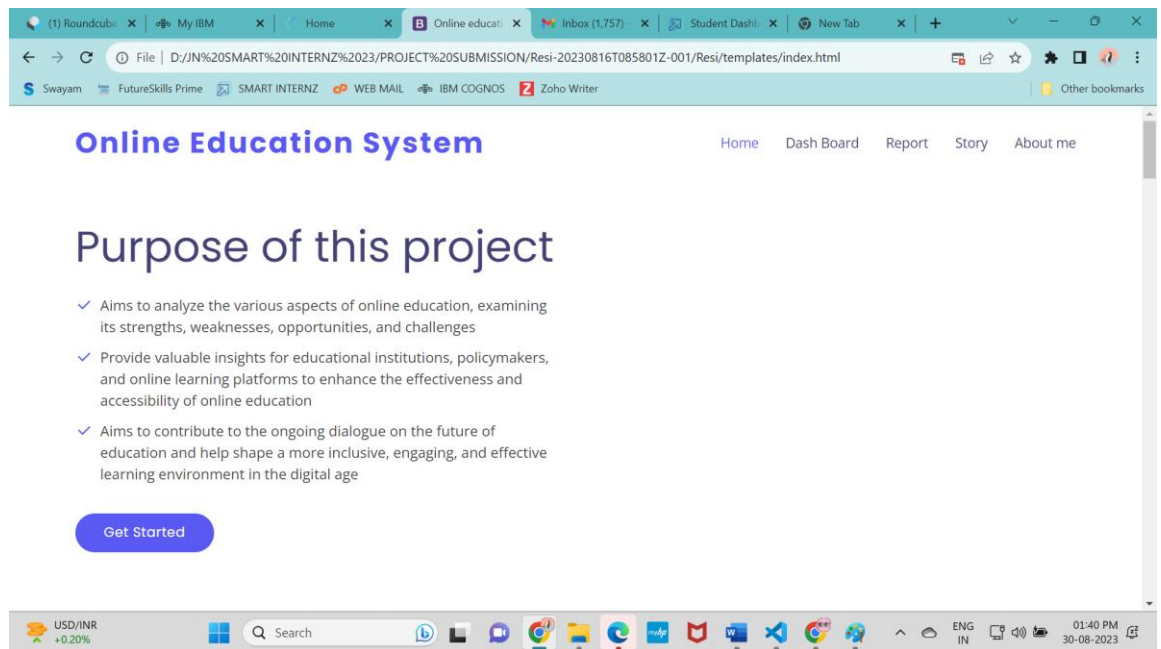 (1) Roundcube
My IBM
Home
Online educati
Inbox (1,757) -
Student Dashb
New Tab
File | D:/JN%20SMART%20INTERNZ%2023/PROJECT%20SUBMISSION/Resi-20230816T085801Z-001/Resi/templates/index.html
Swayam FutureSkills Prime SMART INTERNZ WEB MAIL IBM COGNOS Zoho Writer Other bookmarks
Online Education System
Home Dash Board Report Story About me
Purpose of this project
Aims to analyze the various aspects of online education, examining
its strengths, weaknesses, opportunities, and challenges
Provide valuable insights for educational institutions, policymakers,
and online learning platforms to enhance the effectiveness and
accessibility of online education
Aims to contribute to the ongoing dialogue on the future of
education and help shape a more inclusive, engaging, and effective
learning environment in the digital age
Get Started
USD/INR
+0.20%
Search
ENG
IN
01:40 PM
30-08-2023